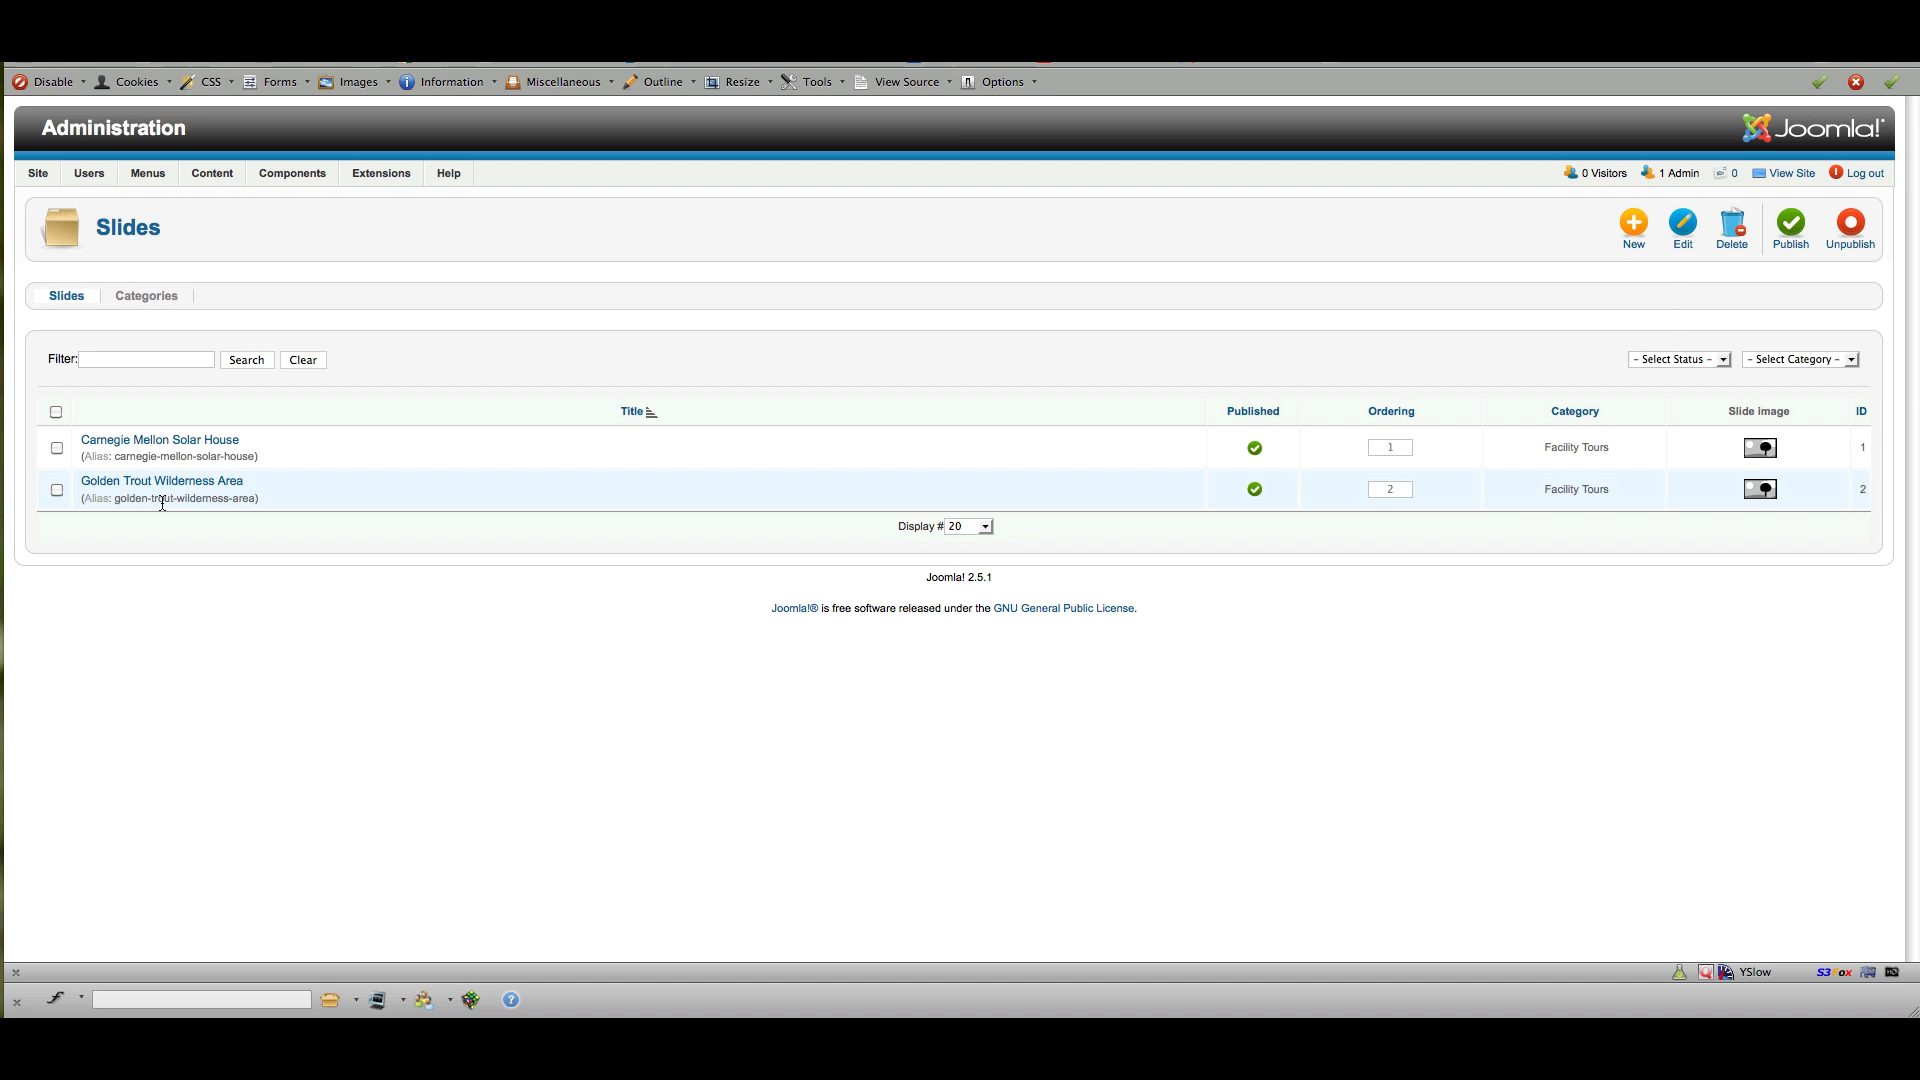 Disable Cookies CSS Forms Images Information Miscellaneous Outline Resize Tools View Source Options
Administration Joomla!
Site Users Menus Content Components Extensions Help 0 Visitors 1 Admin 0 View Site Log out
Slides New Edit Delete Publish Unpublish
Slides Categories
Filter: Search Clear - Select Status - - Select Category -
Title Published Ordering Category Slide image ID
Carnegie Mellon Solar House
(Alias: carnegie-mellon-solar-house) 1 Facility Tours 1
Golden Trout Wilderness Area
(Alias: golden-trout-wilderness-area) 2 Facility Tours 2
Display # 20
Joomla! 2.5.1
Joomla!® is free software released under the GNU General Public License.
YSlow S3Fox